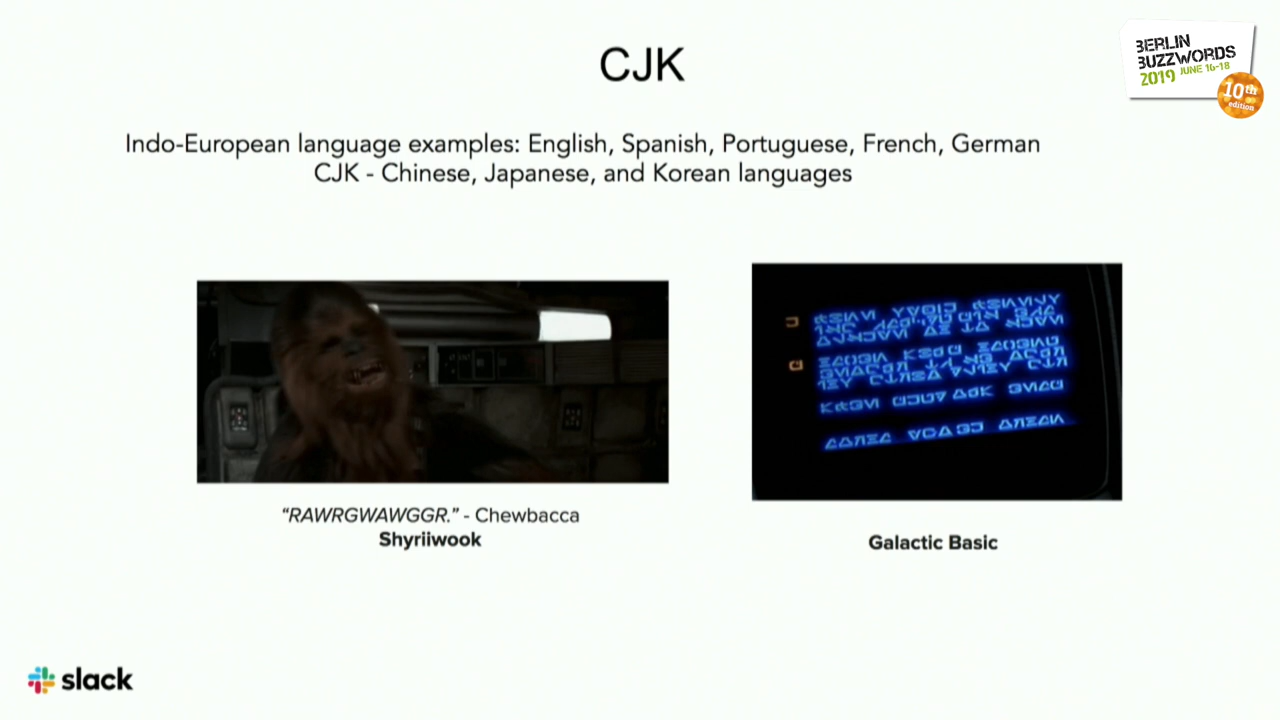 CJK
BERLIN
BUZZWORDS
2019 JUNE 16-18
10th
edition
Indo-European language examples: English, Spanish, Portuguese, French, German
CJK - Chinese, Japanese, and Korean languages
“RAWRGWAWGGR.” - Chewbacca
Shyriiwook
Galactic Basic
slack